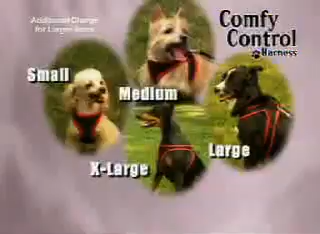 Additional Charge
for Larger Sizes
Comfy
Control
Harness
Small
Medium
Large
X-Large